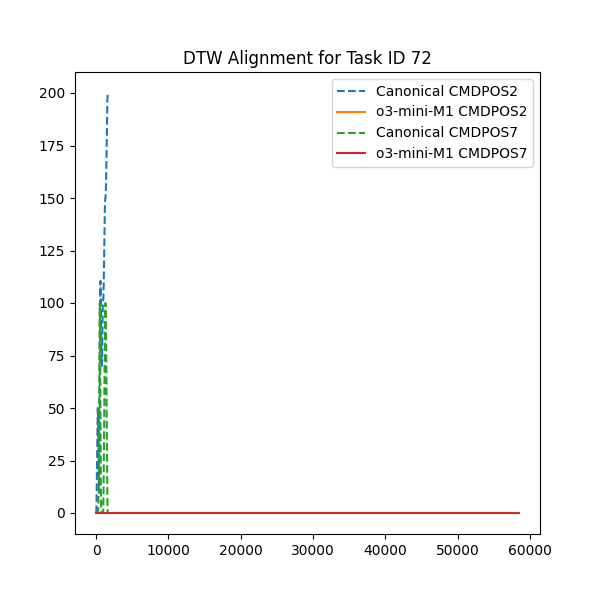 DTW Alignment for Task ID 72
Canonical CMDPOS2
o3-mini-M1 CMDPOS2
Canonical CMDPOS7
o3-mini-M1 CMDPOS7
200
175
150
125
100
75
50
25
0
0 10000 20000 30000 40000 50000 60000